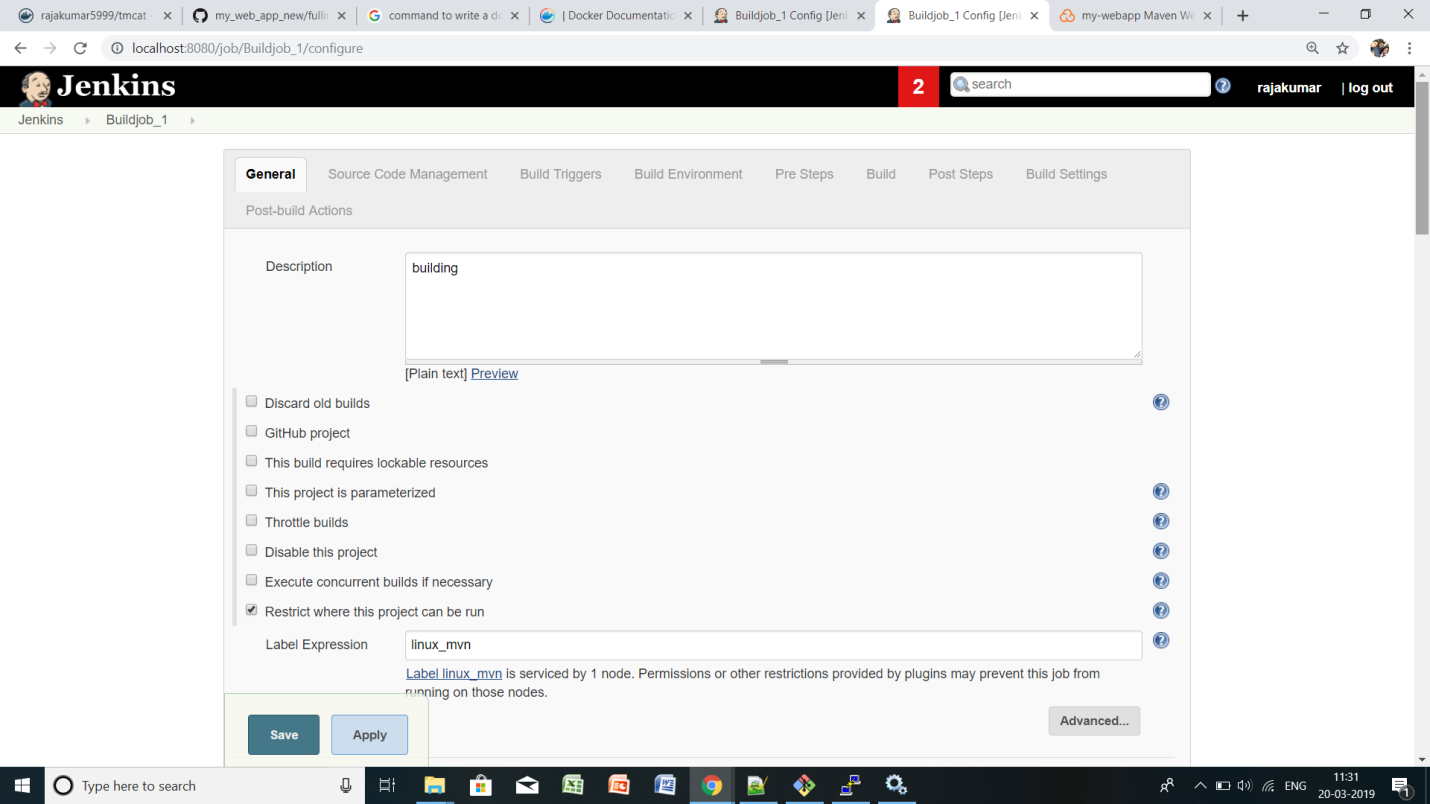 rajakumar5999/tmcat
my_web_app_new/fulli
command to write a do
| Docker Documentatio
Buildjob_1 Config [Jenk
Buildjob_1 Config [Jenk
my-webapp Maven We
localhost:8080/job/Buildjob_1/configure
Jenkins
2
search
rajakumar
| log out
Jenkins
Buildjob_1
General
Source Code Management
Build Triggers
Build Environment
Pre Steps
Build
Post Steps
Build Settings
Post-build Actions
Description
building
[Plain text] Preview
Discard old builds
GitHub project
This build requires lockable resources
This project is parameterized
Throttle builds
Disable this project
Execute concurrent builds if necessary
Restrict where this project can be run
Label Expression
linux_mvn
Label linux_mvn is serviced by 1 node. Permissions or other restrictions provided by plugins may prevent this job from
running on those nodes.
Advanced...
Save
Apply
Type here to search
ENG
11:31
20-03-2019
1